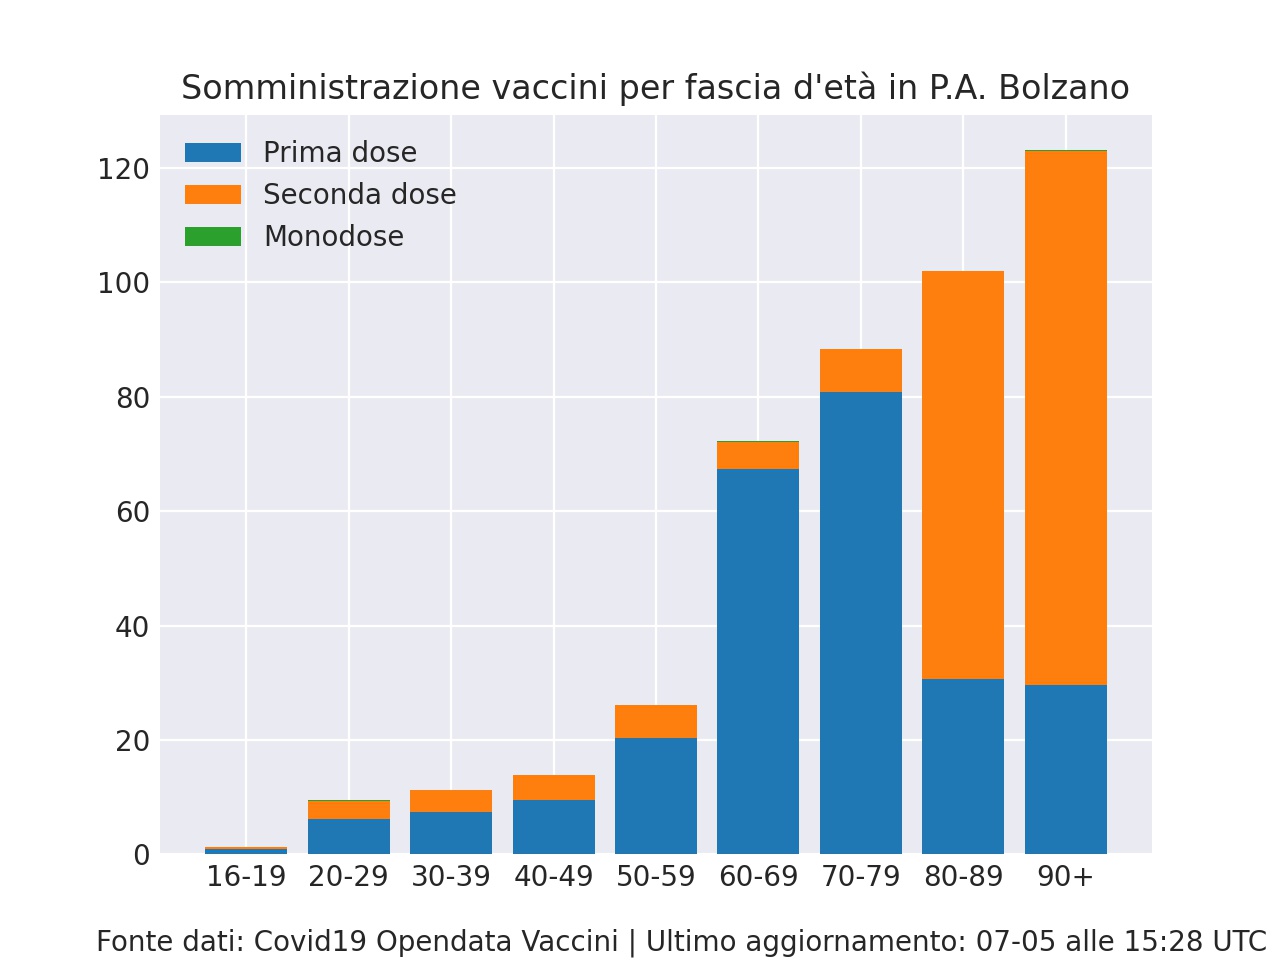 Somministrazione vaccini per fascia d'età in P.A. Bolzano
Prima dose
Seconda dose
Monodose
120
100
80
60
40
20
0
16-19 20-29 30-39 40-49 50-59 60-69 70-79 80-89 90+
Fonte dati: Covid19 Opendata Vaccini | Ultimo aggiornamento: 07-05 alle 15:28 UTC